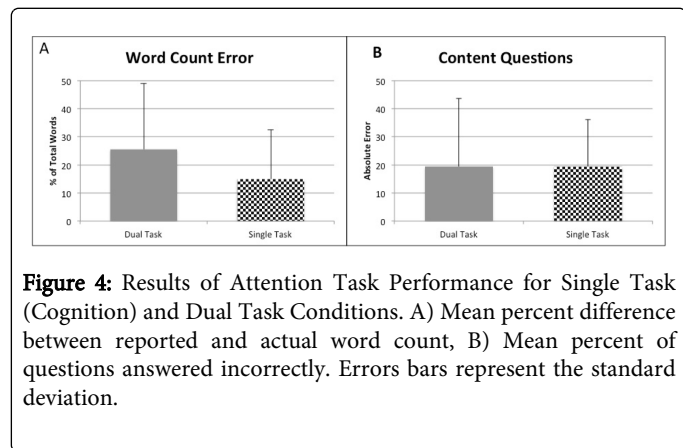 A
Word Count Error
% of Total Words
50
40
30
20
10
0
Dual Task
Single Task
B
Content Questions
Absolute Error
50
40
30
20
10
0
Dual Task
Single Task
Figure 4: Results of Attention Task Performance for Single Task
(Cognition) and Dual Task Conditions. A) Mean percent difference
between reported and actual word count, B) Mean percent of
questions answered incorrectly. Errors bars represent the standard
deviation.